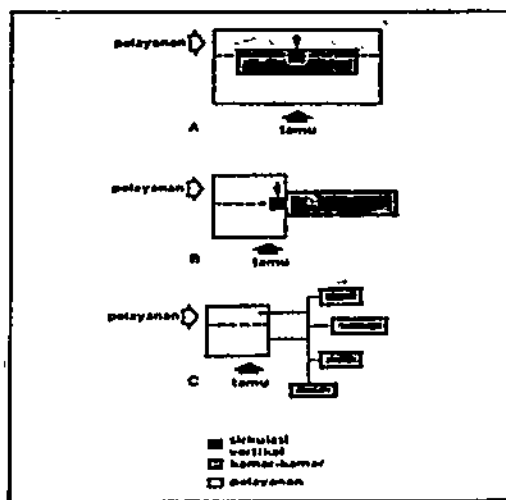 pelayanan
A
tamu
pelayanan
B
tamu
pelayanan
C
tamu
sirkulasi
vertikal
kamar-kamar
pelayanan